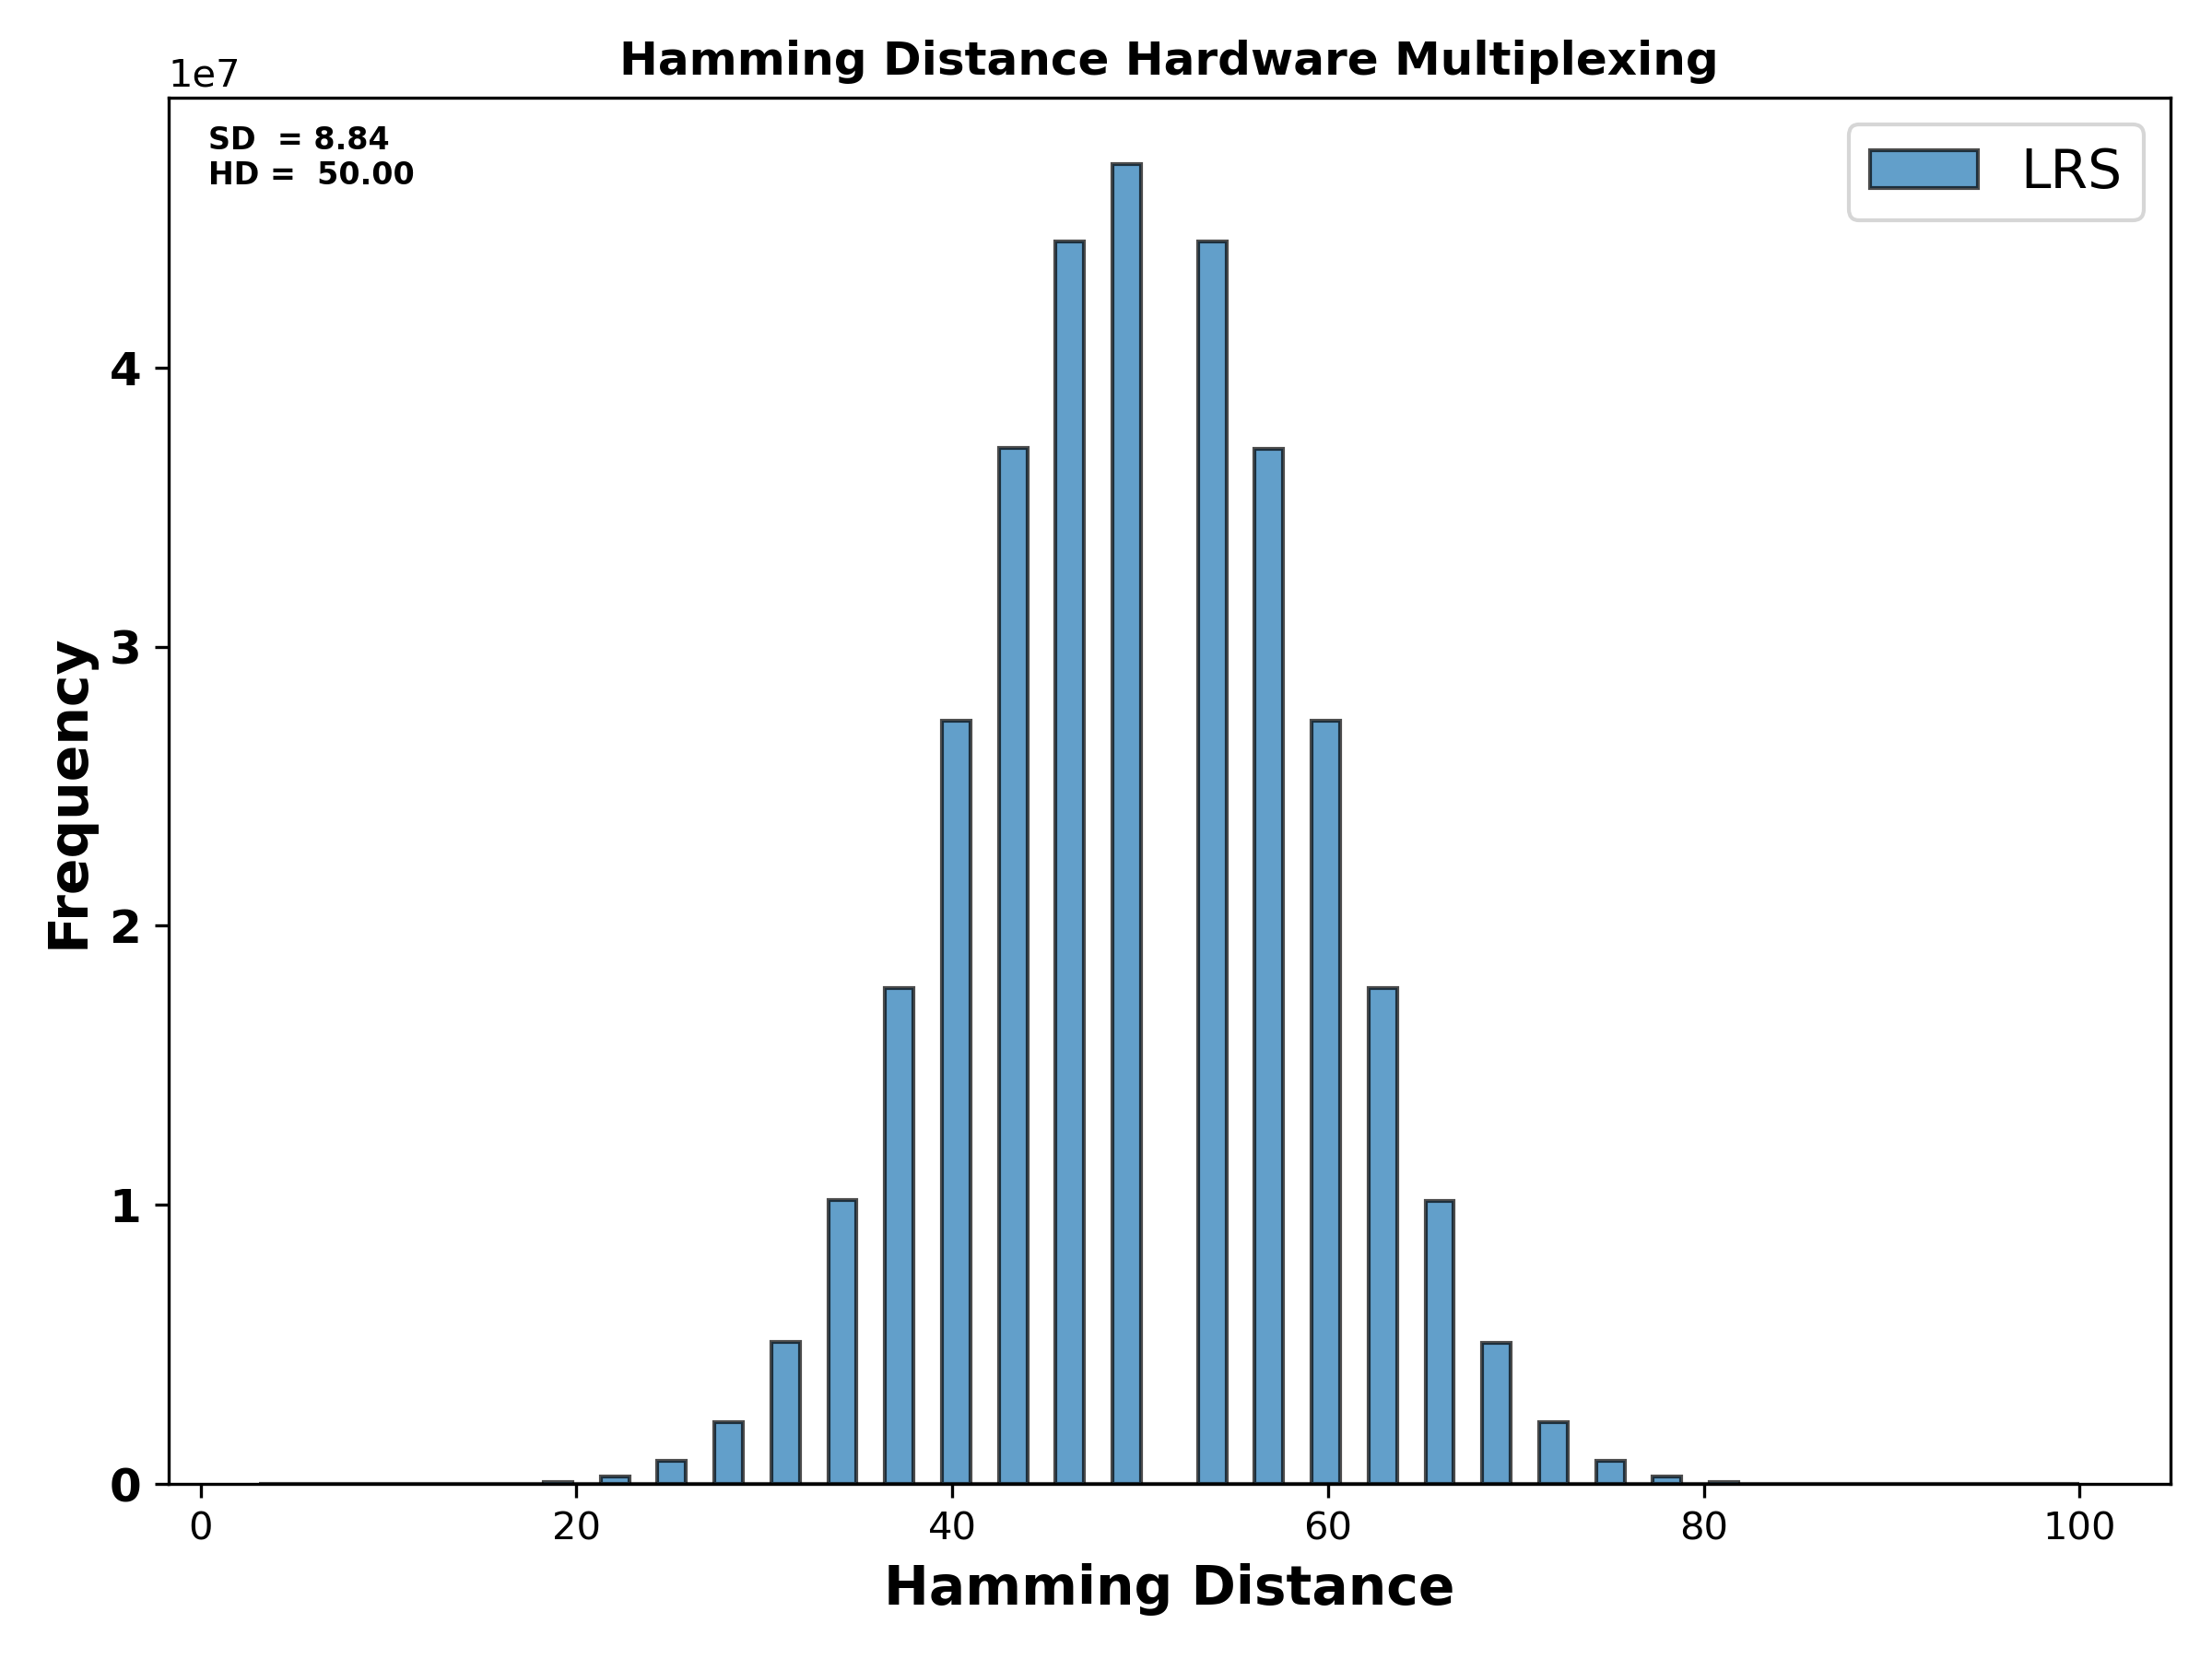 Hamming Distance Hardware Multiplexing
1e7
SD = 8.84
HD = 50.00
LRS
4
3
2
1
0
Frequency
0 20 40 60 80 100
Hamming Distance